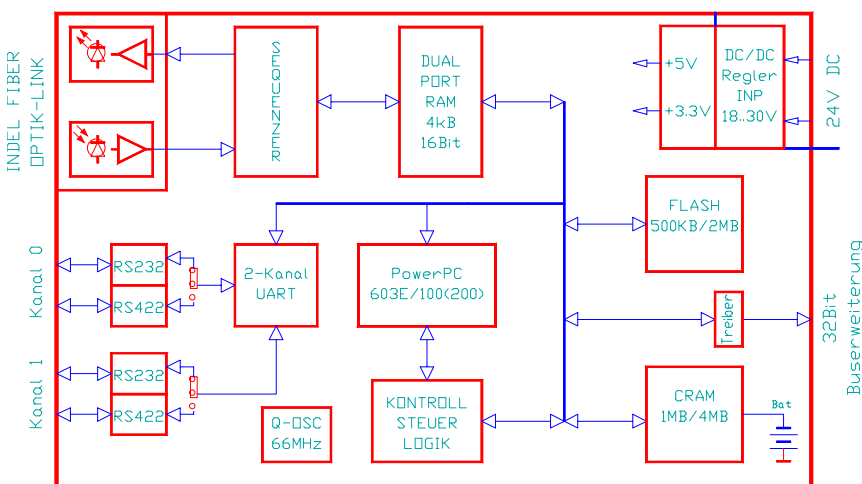 INDEL FIBER
OPTIK-LINK
SEQUENZER
DUAL
PORT
RAM
4kB
16Bit
+5V
+3.3V
DC/DC
Regler
INP
18..30V
24V DC
FLASH
500KB/2MB
Kanal 0
RS232
RS422
2-Kanal
UART
PowerPC
603E/100(200)
Treiber
32Bit
Buserweiterung
Kanal 1
RS232
RS422
Q-OSC
66MHz
KONTROLL
STEUER
LOGIK
CRAM
1MB/4MB
Bat